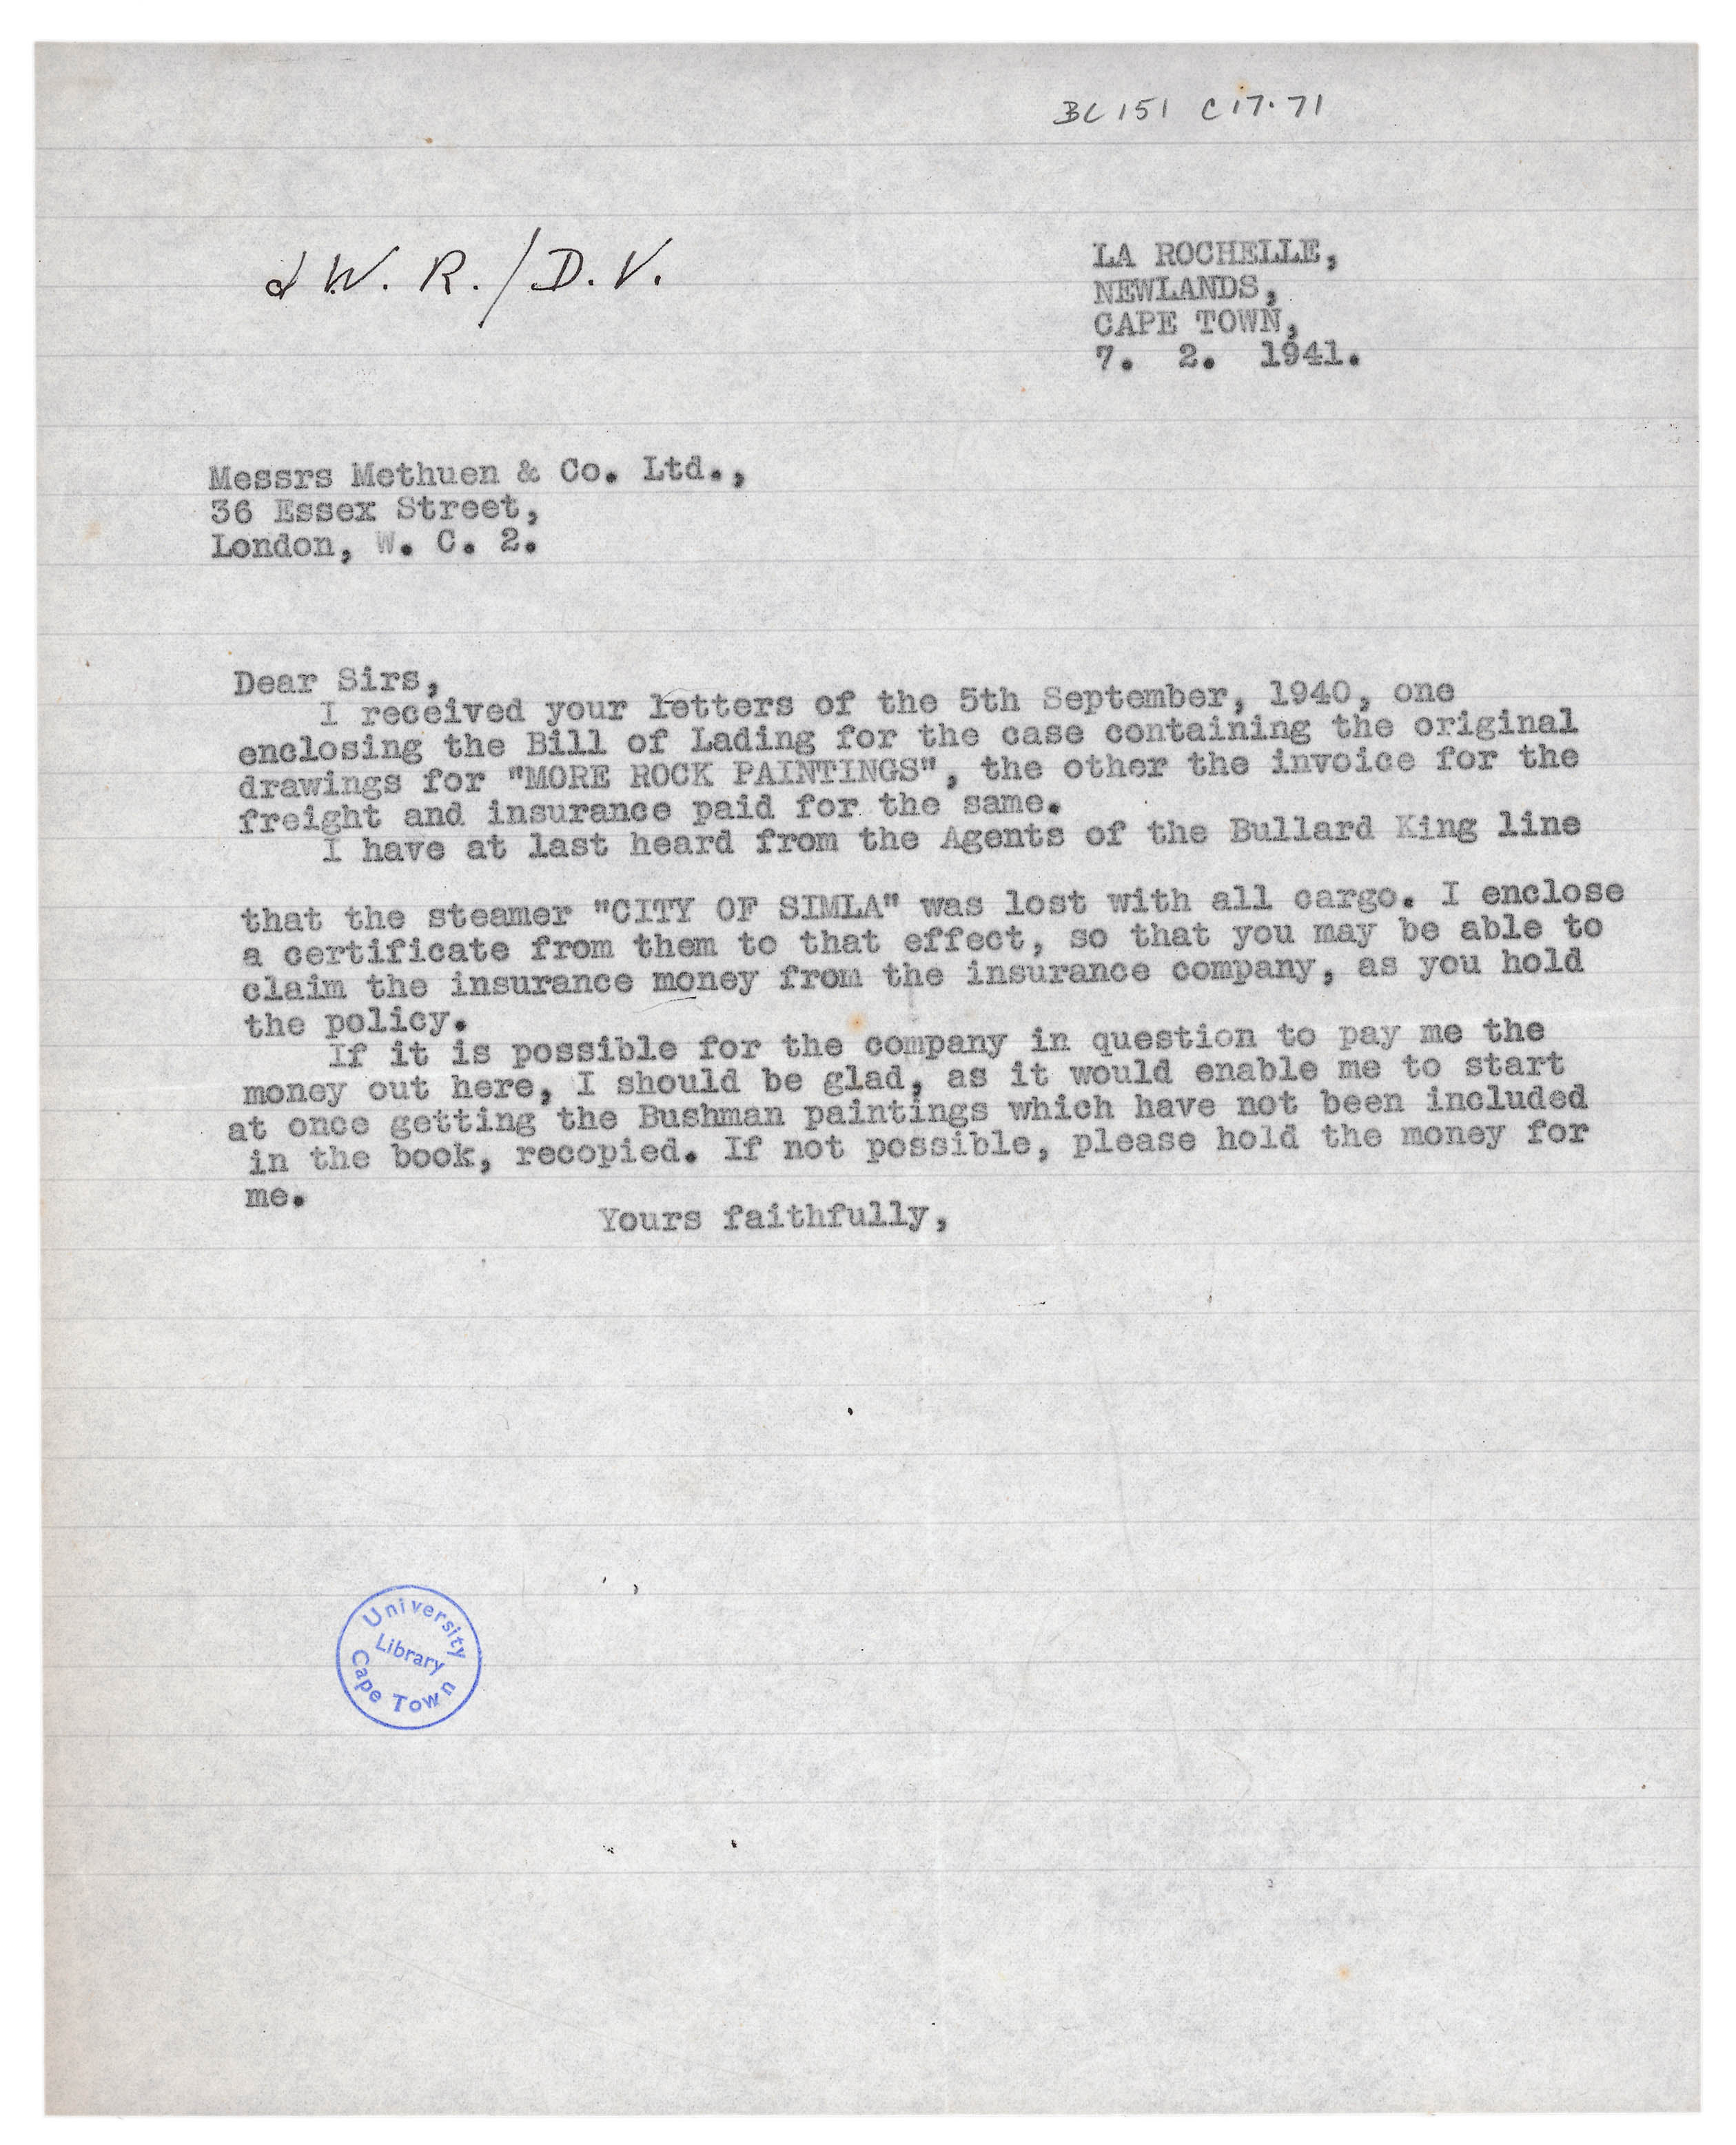 BC 151 C17.71
J W. R./D.V.
LA ROCHELLE,
NEWLANDS,
CAPE TOWN,
7. 2. 1941.
Messrs Methuen & Co. Ltd.,
36 Essex Street,
London, W. C. 2.
Dear Sirs,
I received your letters of the 5th September, 1940, one
enclosing the Bill of Lading for the case containing the original
drawings for "MORE ROCK PAINTINGS", the other the invoice for the
freight and insurance paid for the same.
I have at last heard from the Agents of the Bullard King line
that the steamer "CITY OF SIMLA" was lost with all cargo. I enclose
a certificate from them to that effect, so that you may be able to
claim the insurance money from the insurance company, as you hold
the policy.
If it is possible for the company in question to pay me the
money out here, I should be glad, as it would enable me to start
at once getting the Bushman paintings which have not been included
in the book, recopied. If not possible, please hold the money for
me.
Yours faithfully,
University
Library
Cape Town